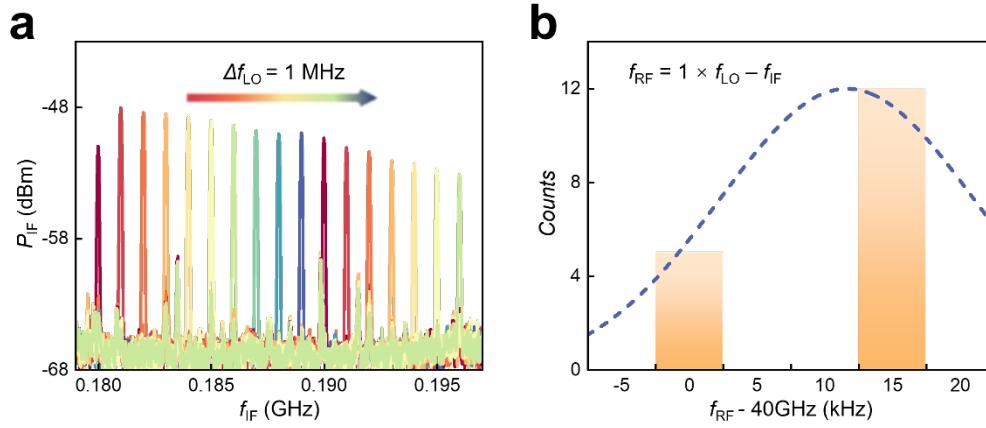 a
Δf_LO = 1 MHz
-48
-58
-68
P_IF (dBm)
0.180 0.185 0.190 0.195
f_IF (GHz)
b
f_RF = 1 × f_LO – f_IF
12
8
4
0
Counts
-5 0 5 10 15 20
f_RF - 40GHz (kHz)